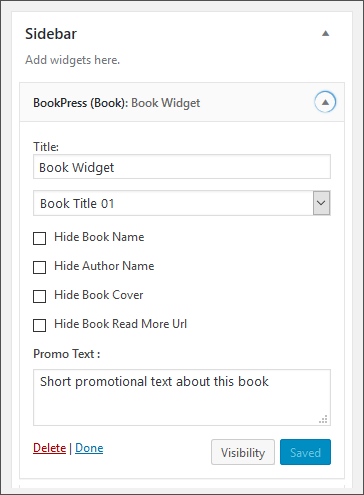 Sidebar
Add widgets here.
BookPress (Book): Book Widget
Title:
Book Widget
Book Title 01
Hide Book Name
Hide Author Name
Hide Book Cover
Hide Book Read More Url
Promo Text :
Short promotional text about this book
Delete | Done
Visibility
Saved